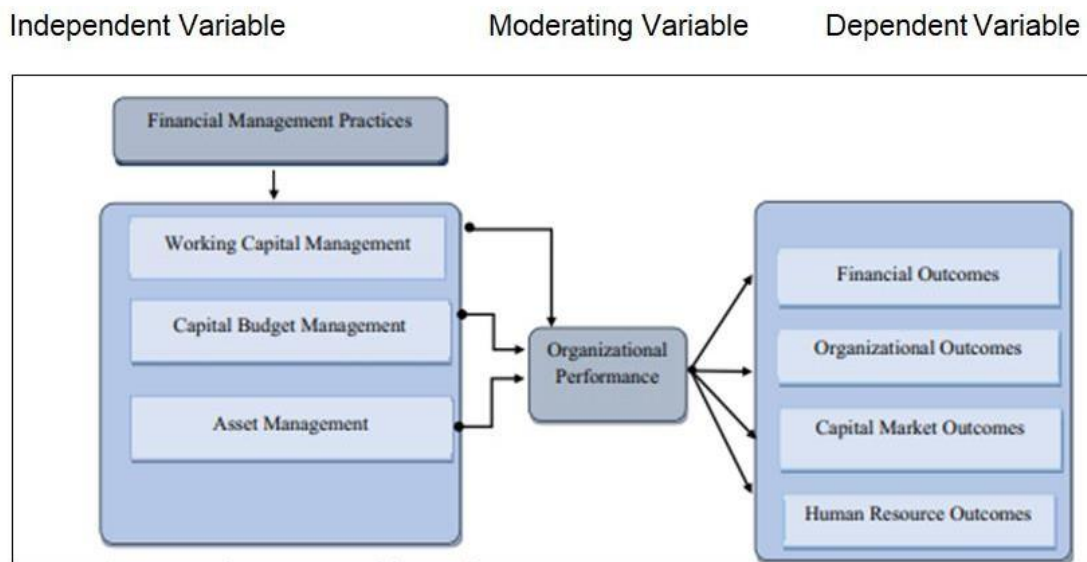 Independent Variable
Moderating Variable
Dependent Variable
Financial Management Practices
Working Capital Management
Capital Budget Management
Asset Management
Organizational
Performance
Financial Outcomes
Organizational Outcomes
Capital Market Outcomes
Human Resource Outcomes